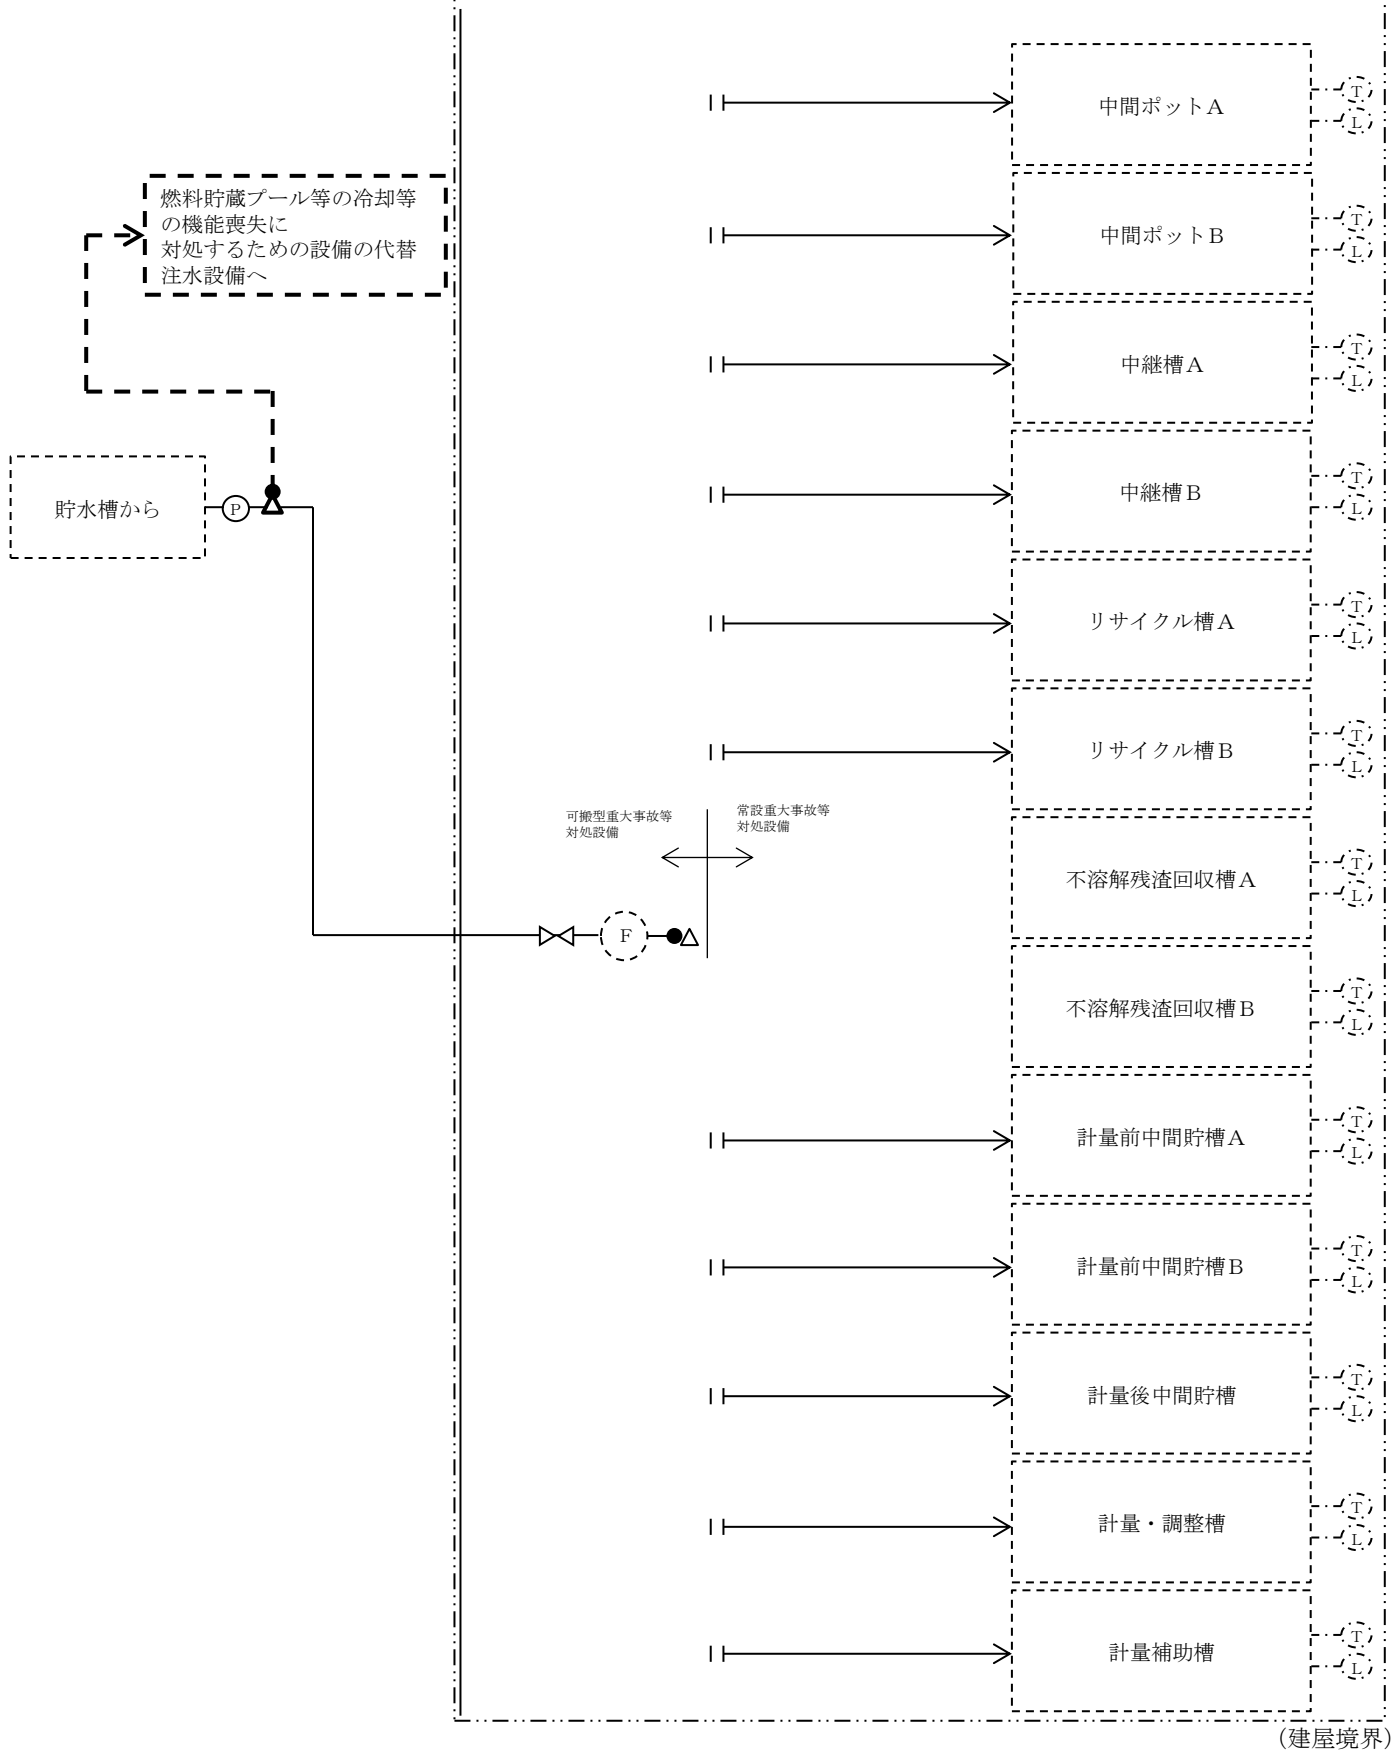 中間ポットA
T
L
燃料貯蔵プール等の冷却等
の機能喪失に
対処するための設備の代替
注水設備へ
中間ポットB
T
L
中継槽A
T
L
貯水槽から
P
中継槽B
T
L
リサイクル槽A
T
L
リサイクル槽B
T
L
可搬型重大事故等
対処設備
常設重大事故等
対処設備
F
不溶解残渣回収槽A
T
L
不溶解残渣回収槽B
T
L
計量前中間貯槽A
T
L
計量前中間貯槽B
T
L
計量後中間貯槽
T
L
計量・調整槽
T
L
計量補助槽
T
L
(建屋境界)